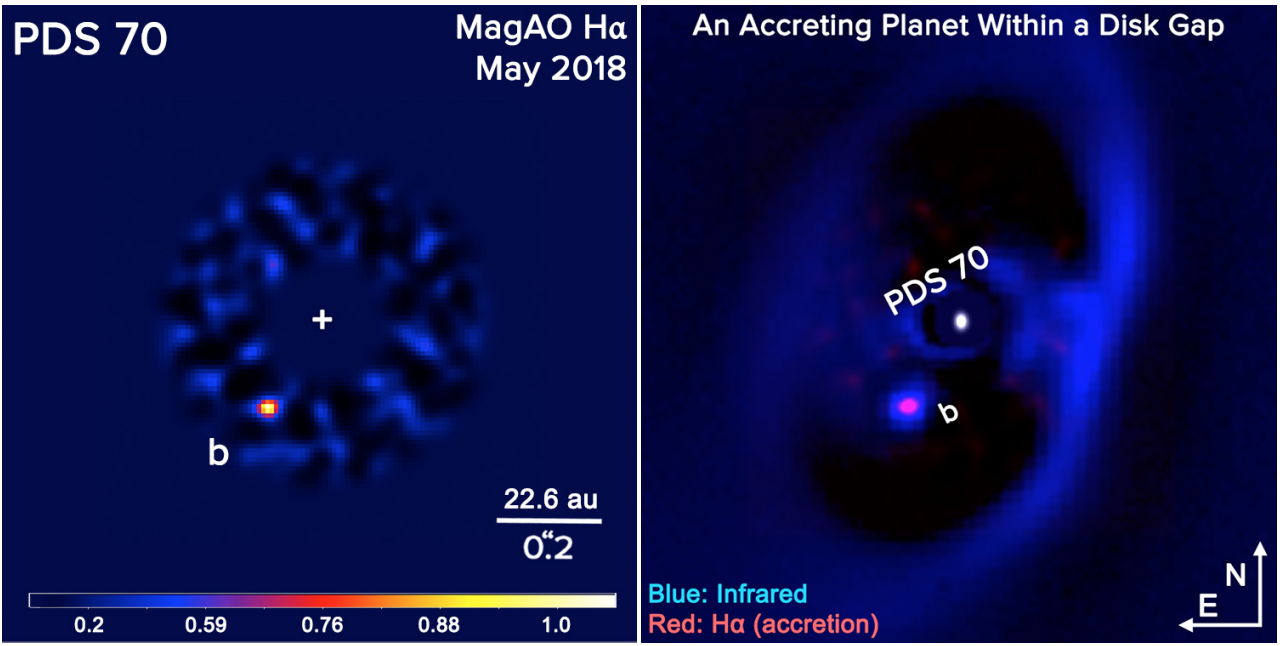 PDS 70
MagAO Hα
May 2018
+
b
22.6 au
0."2
0.2 0.59 0.76 0.88 1.0
An Accreting Planet Within a Disk Gap
PDS 70
b
Blue: Infrared
Red: Hα (accretion)
N
E